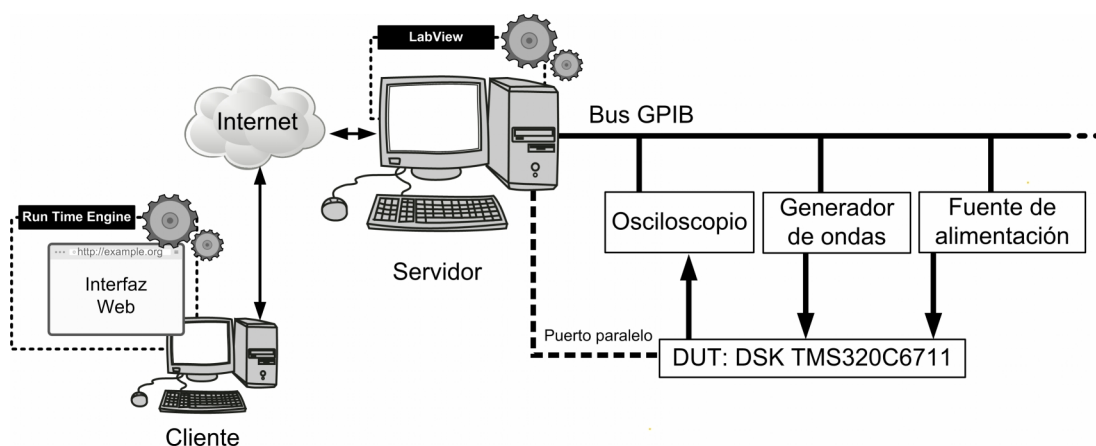 LabView
Internet
Bus GPIB
Run Time Engine
http://example.org
Interfaz
Web
Osciloscopio
Generador
de ondas
Fuente de
alimentación
Servidor
Puerto paralelo
DUT: DSK TMS320C6711
Cliente